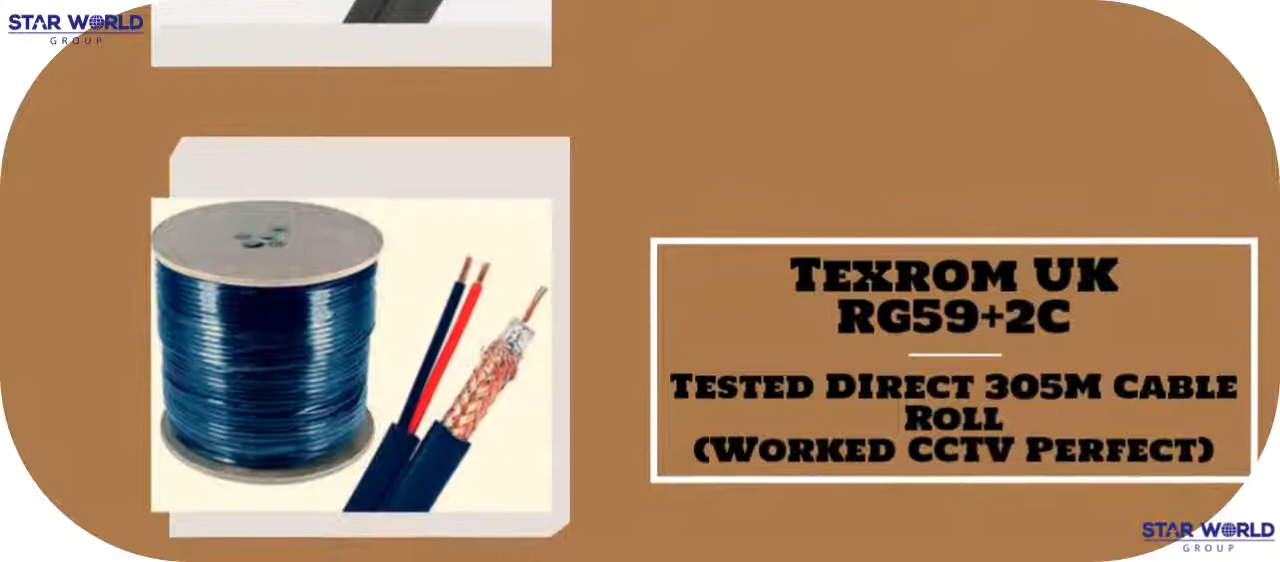 STAR WORLD
GROUP
TEXROM UK
RG59+2C
TESTED DIRECT 305M CABLE
ROLL
(WORKED CCTV PERFECT)
STAR WORLD
GROUP